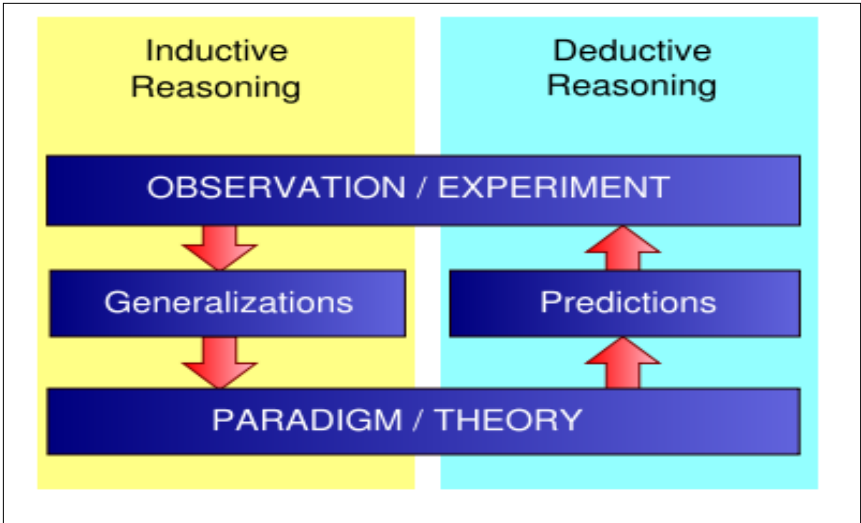 Inductive
Reasoning
Deductive
Reasoning
OBSERVATION / EXPERIMENT
Generalizations
Predictions
PARADIGM / THEORY